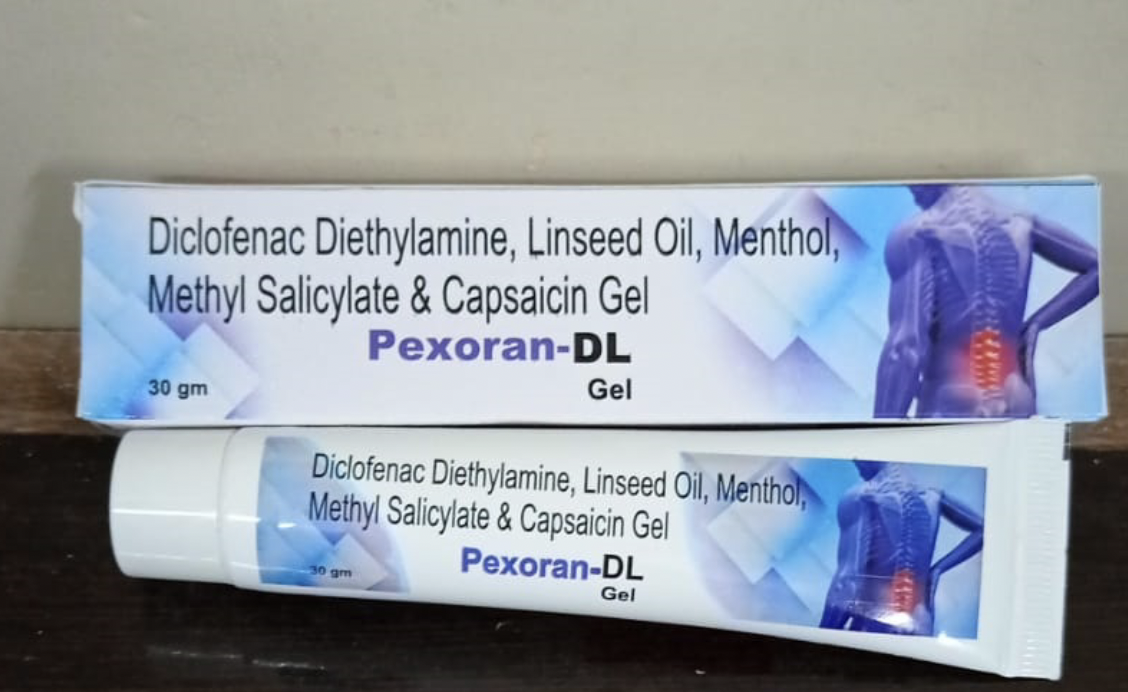 Diclofenac Diethylamine, Linseed Oil, Menthol,
Methyl Salicylate & Capsaicin Gel
Pexoran-DL
Gel
30 gm
Diclofenac Diethylamine, Linseed Oil, Menthol,
Methyl Salicylate & Capsaicin Gel
Pexoran-DL
30 gm
Gel